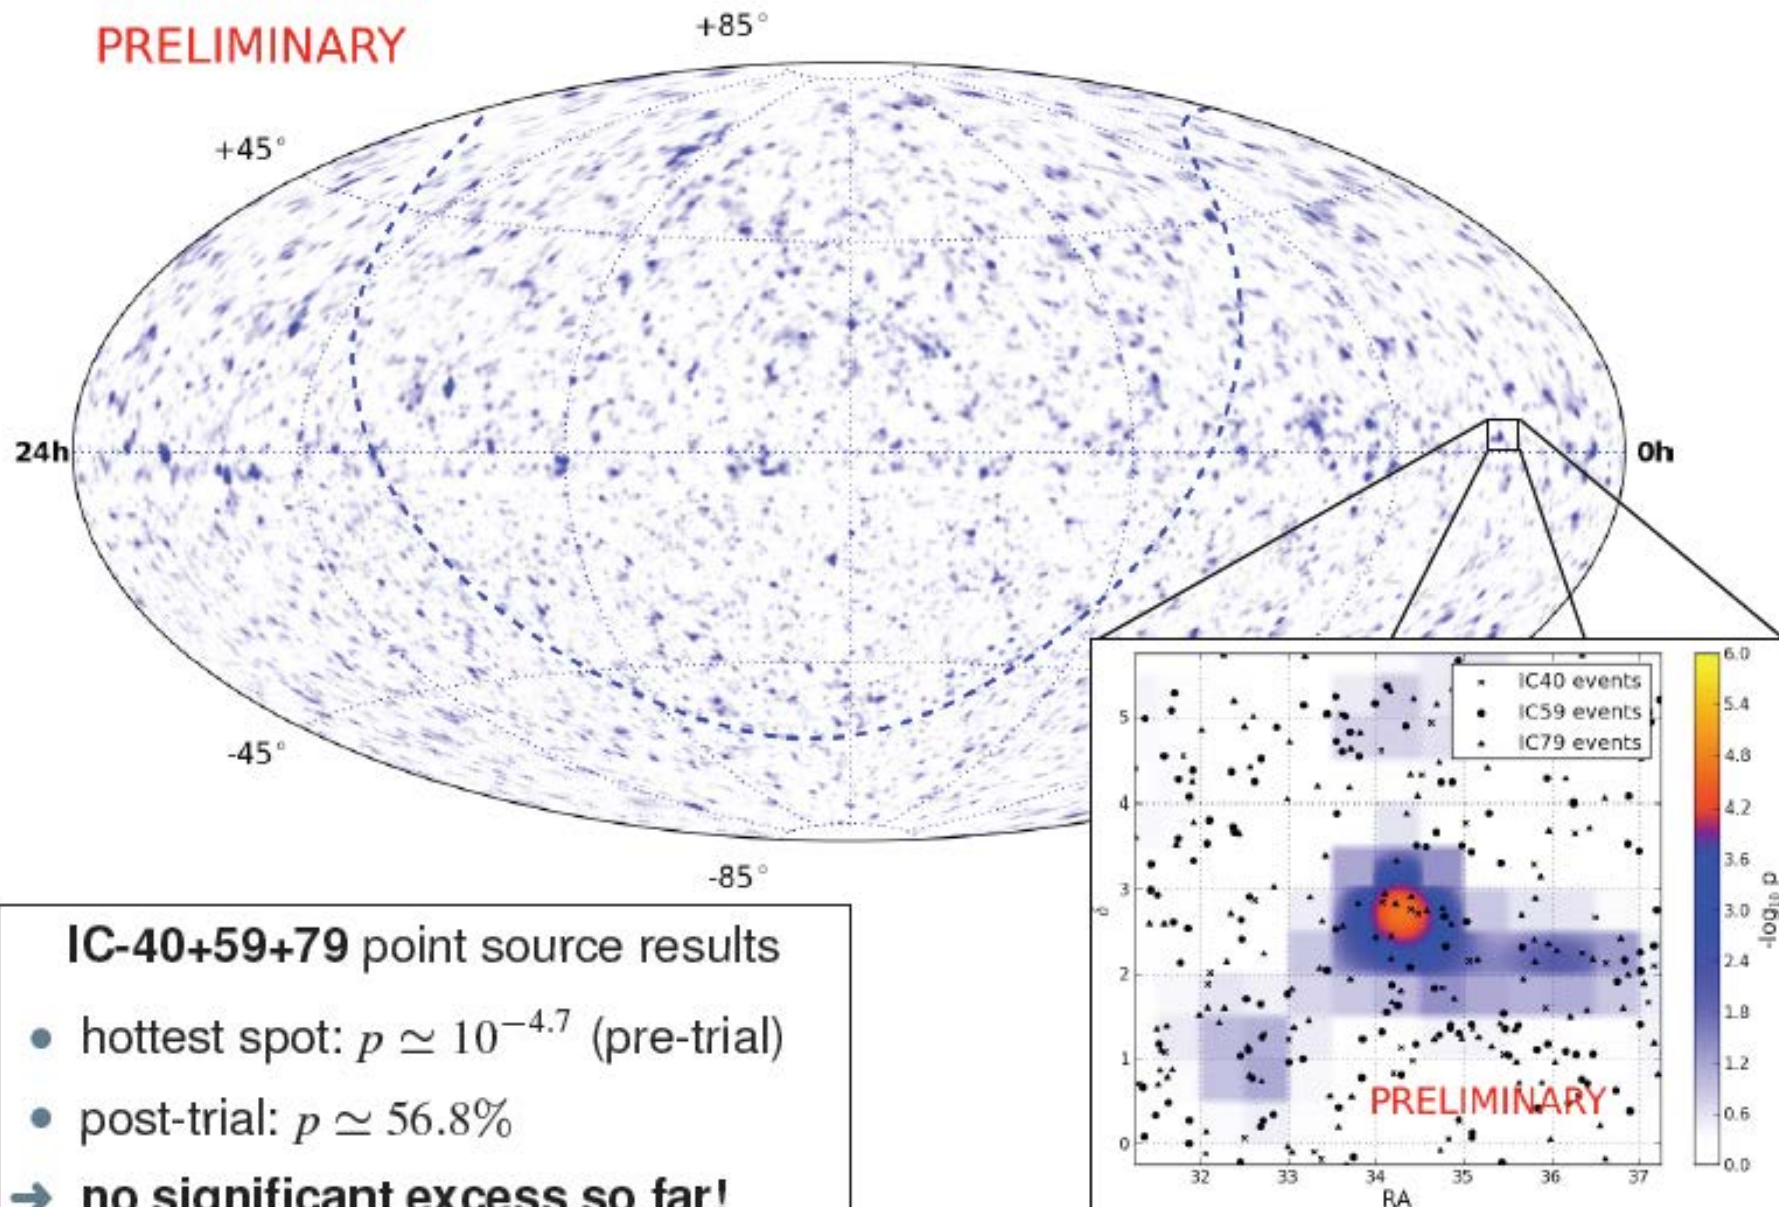 PRELIMINARY
+85°
+45°
24h
0h
-45°
-85°
IC-40+59+79 point source results
• hottest spot: p ≃ 10^−4.7 (pre-trial)
• post-trial: p ≃ 56.8%
➔ no significant excess so far!
IC40 events
IC59 events
IC79 events
5
4
3
2
1
0
δ
32 33 34 35 36 37
RA
PRELIMINARY
6.0
5.4
4.8
4.2
3.6
3.0
2.4
1.8
1.2
0.6
0.0
-log₁₀ p